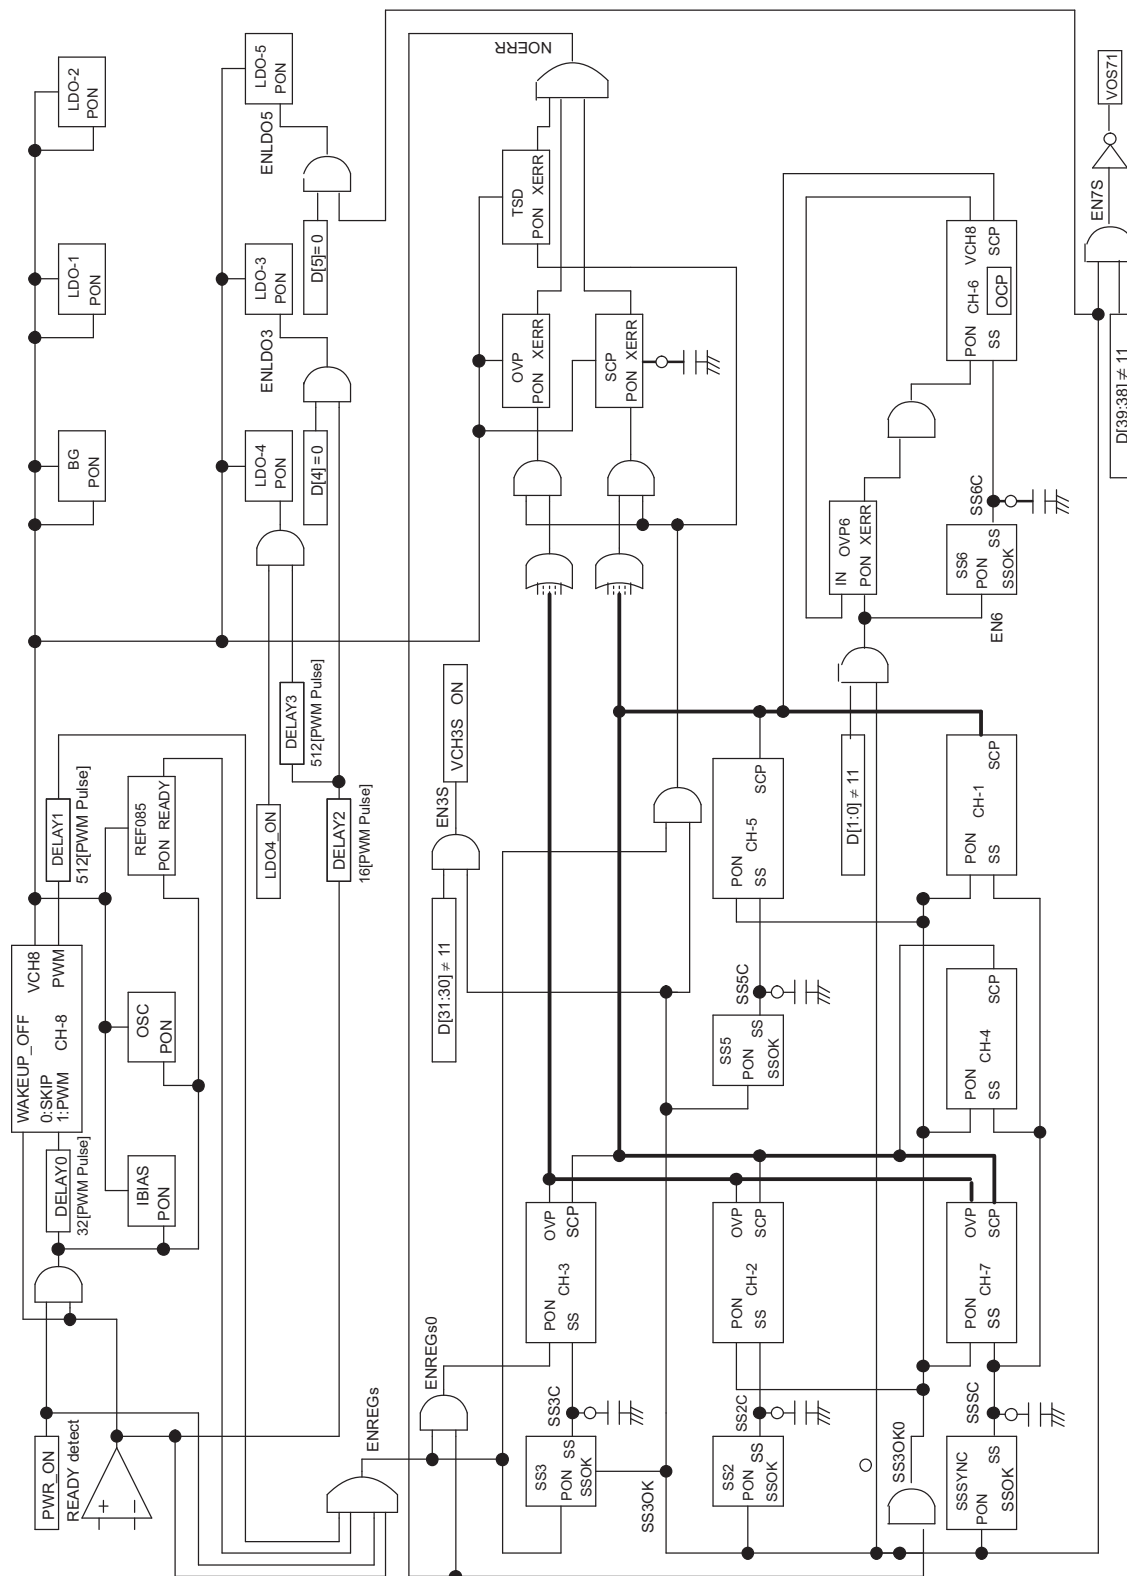 PWR_ON
READY detect
+
−
WAKEUP_OFF
VCH8
0:SKIP
1:PWM
CH-8
PWM
DELAY0
32[PWM Pulse]
DELAY1
512[PWM Pulse]
IBIAS
PON
OSC
PON
REF085
PON READY
BG
PON
LDO-1
PON
LDO-2
PON
LDO4_ON
DELAY3
512[PWM Pulse]
DELAY2
16[PWM Pulse]
LDO-4
PON
D[4]= 0
ENLDO3
LDO-3
PON
D[5]= 0
ENLDO5
LDO-5
PON
ENREGs
ENREGs0
D[31:30] ≠ 11
EN3S
VCH3S ON
SS3
PON SS
SSOK
SS3C
PON
SS
CH-3
OVP
SCP
OVP
PON XERR
SCP
PON XERR
TSD
PON XERR
NOERR
SS3OK
SS2
PON SS
SSOK
SS2C
PON
SS
CH-2
OVP
SCP
SS5
PON SS
SSOK
SS5C
PON
SS
CH-5
SCP
D[1:0] ≠ 11
IN OVP6
PON XERR
EN6
SS6
PON SS
SSOK
SS6C
PON
SS
CH-6
OCP
VCH8
SCP
SS3OK0
SSSYNC
PON SS
SSOK
SSSC
PON
SS
CH-7
OVP
SCP
PON
SS
CH-4
SCP
PON
SS
CH-1
SCP
D[39:38] ≠ 11
EN7S
VOS71